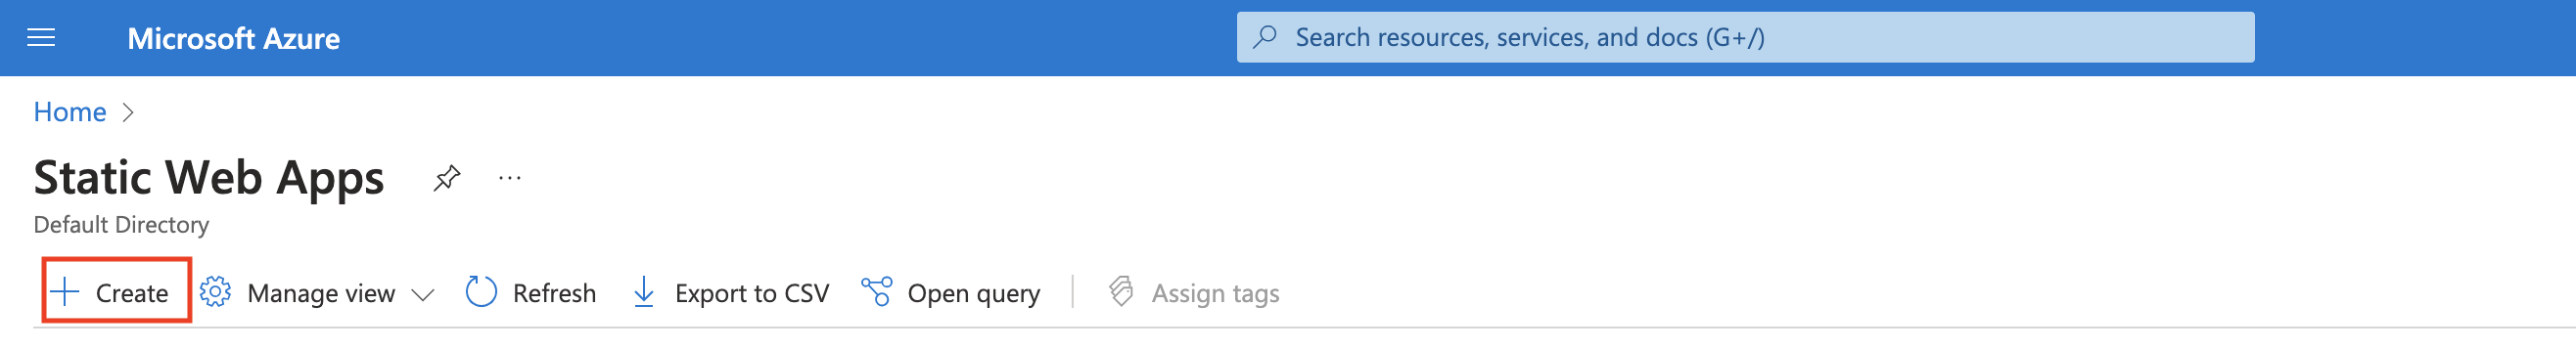 Microsoft Azure
Search resources, services, and docs (G+/)
Home
Static Web Apps
Default Directory
Create Manage view Refresh Export to CSV Open query Assign tags